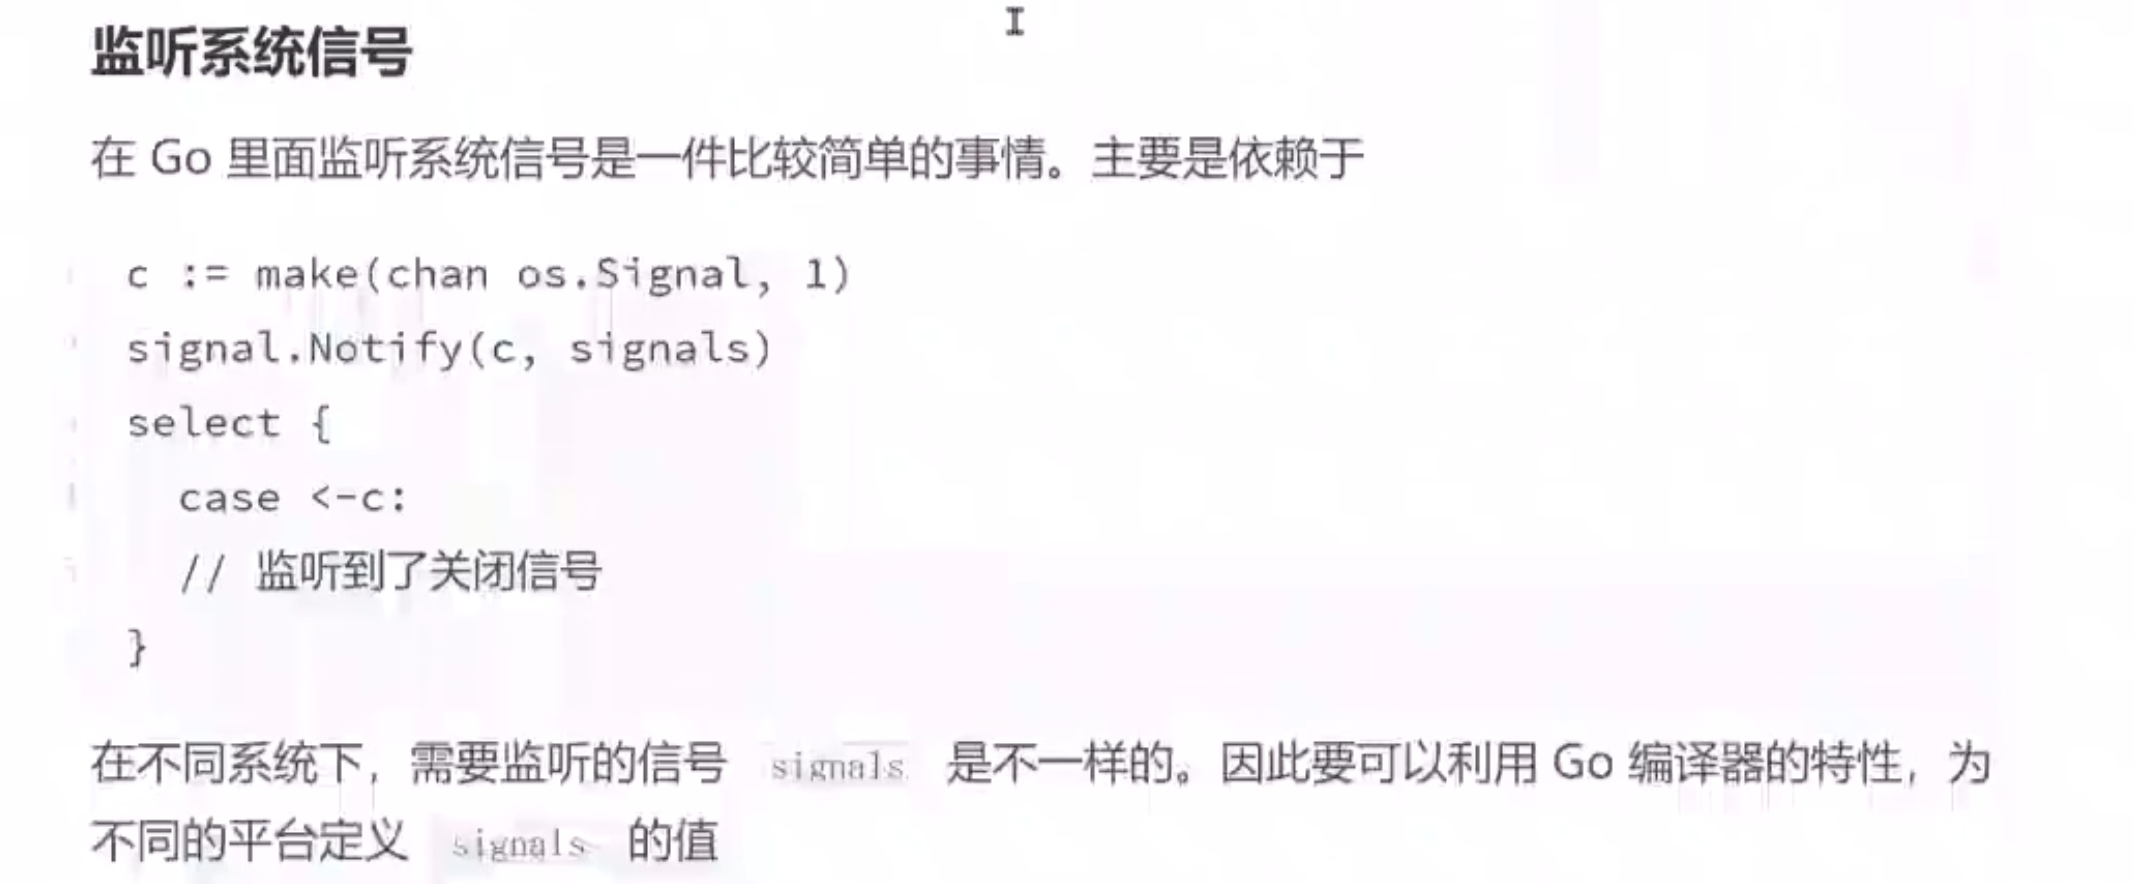 监听系统信号
在 Go 里面监听系统信号是一件比较简单的事情。主要是依赖于
c := make(chan os.Signal, 1)
signal.Notify(c, signals)
select {
  case <-c:
  // 监听到了关闭信号
}
在不同系统下，需要监听的信号 signals 是不一样的。因此要可以利用 Go 编译器的特性，为
不同的平台定义 signals 的值